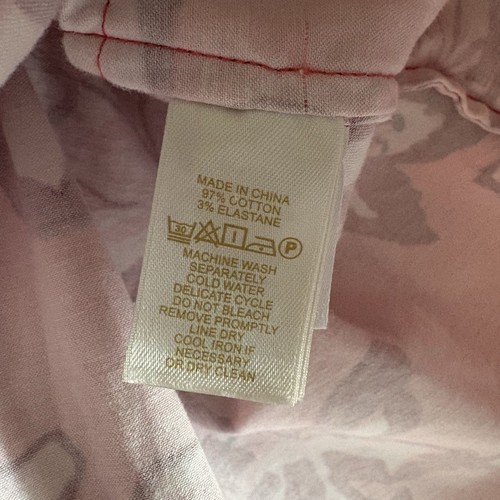 MADE IN CHINA
97% COTTON
3% ELASTANE
30 P
MACHINE WASH
SEPARATELY
COLD WATER
DELICATE CYCLE
DO NOT BLEACH
REMOVE PROMPTLY
LINE DRY
COOL IRON IF
NECESSARY
OR DRY CLEAN